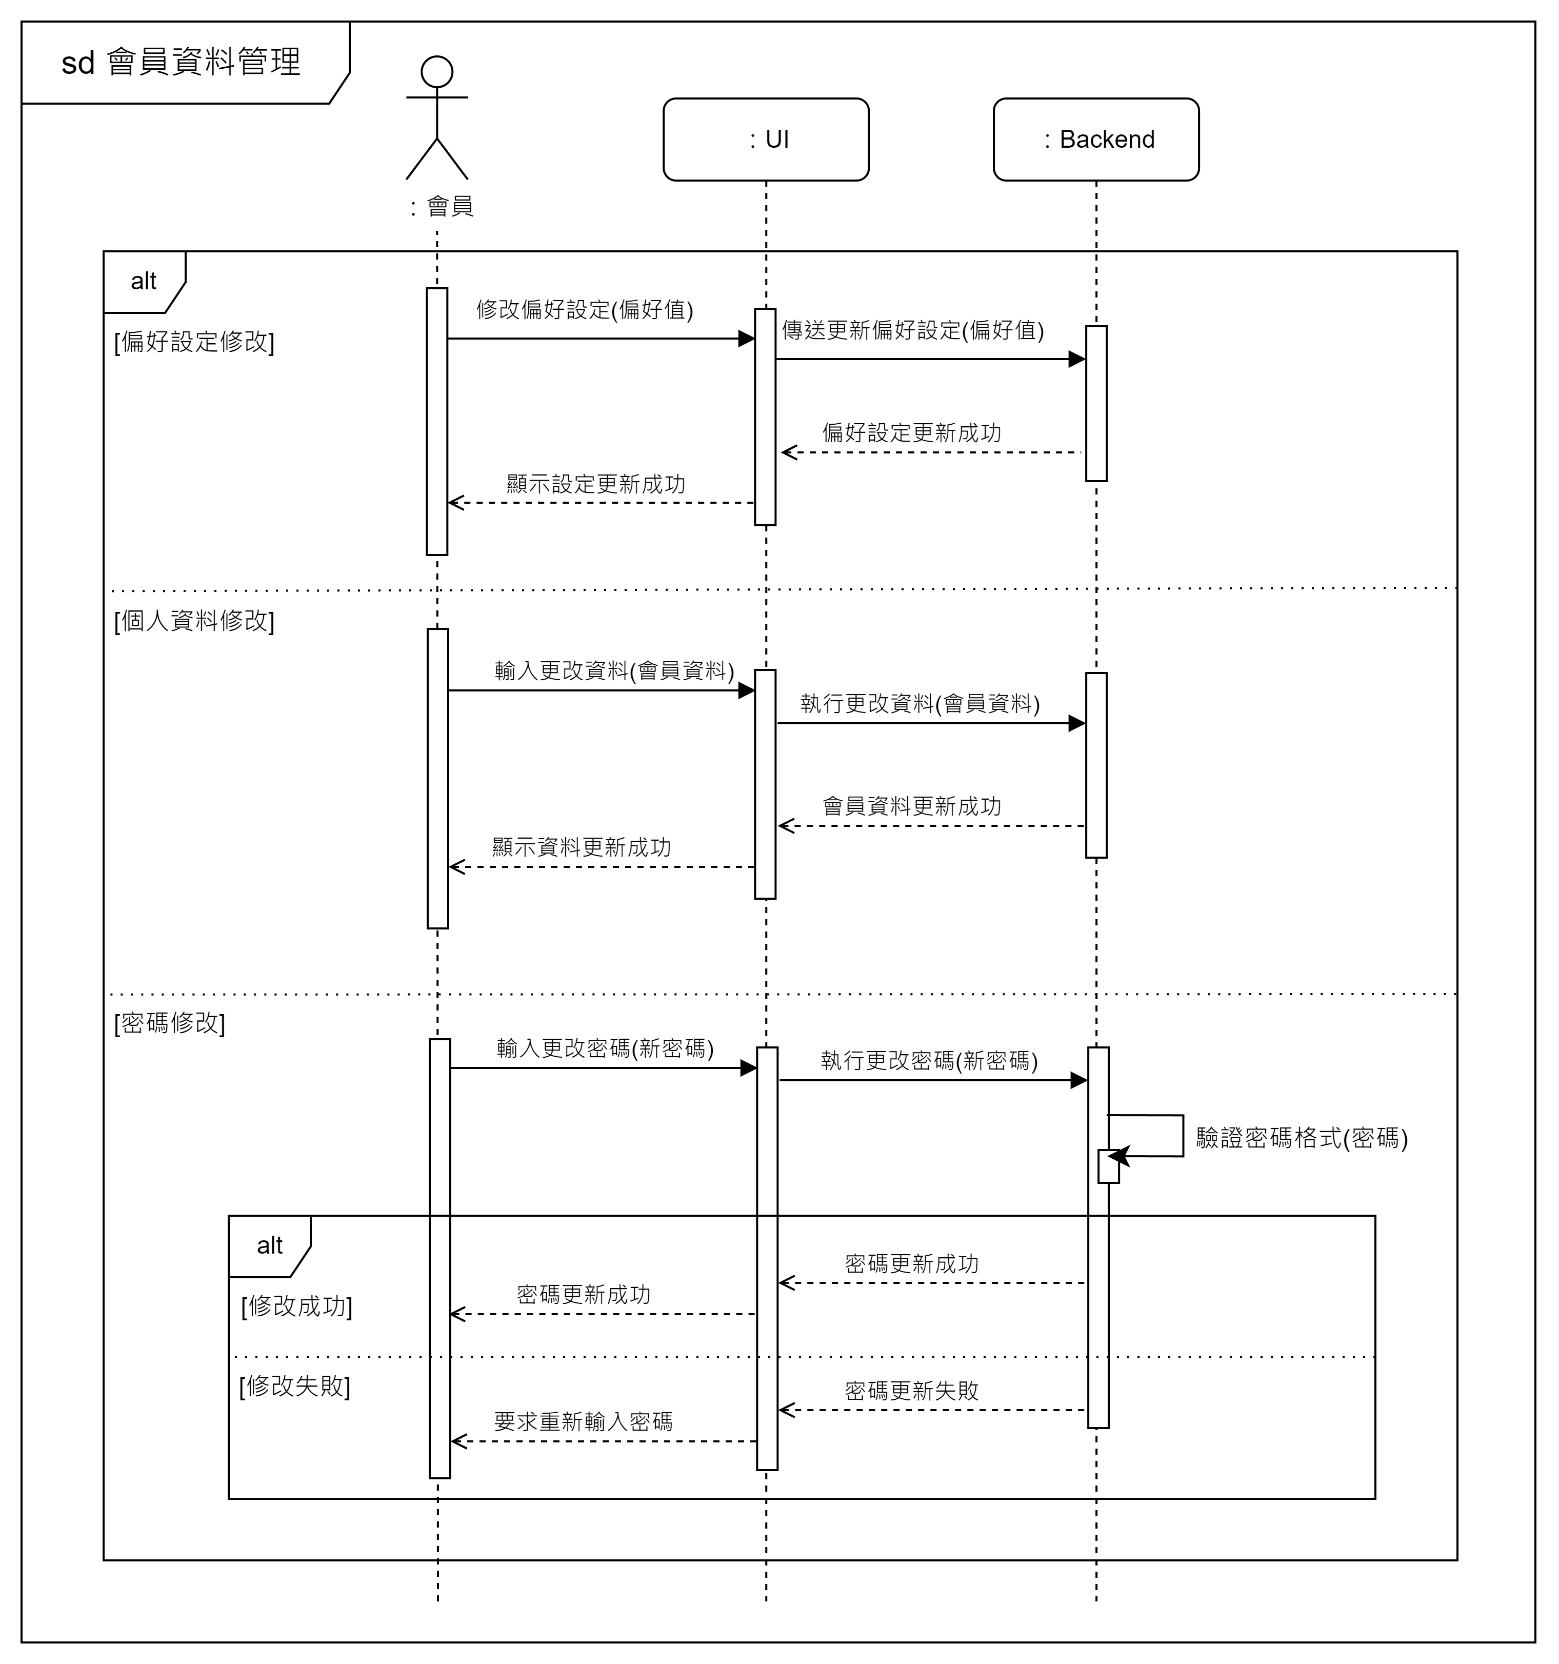 sd 會員資料管理
: 會員
: UI
: Backend
alt
[偏好設定修改]
修改偏好設定(偏好值)
傳送更新偏好設定(偏好值)
偏好設定更新成功
顯示設定更新成功
[個人資料修改]
輸入更改資料(會員資料)
執行更改資料(會員資料)
會員資料更新成功
顯示資料更新成功
[密碼修改]
輸入更改密碼(新密碼)
執行更改密碼(新密碼)
驗證密碼格式(密碼)
alt
[修改成功]
密碼更新成功
密碼更新成功
[修改失敗]
密碼更新失敗
要求重新輸入密碼